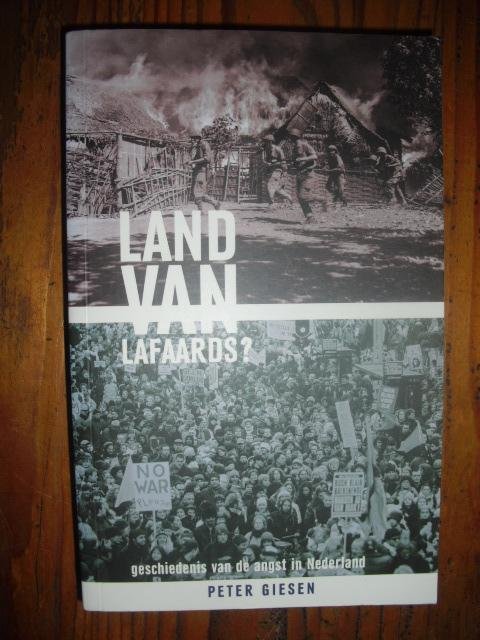 LAND
VAN
LAFAARDS?
NO
WAR
geschiedenis van de angst in Nederland
PETER GIESEN